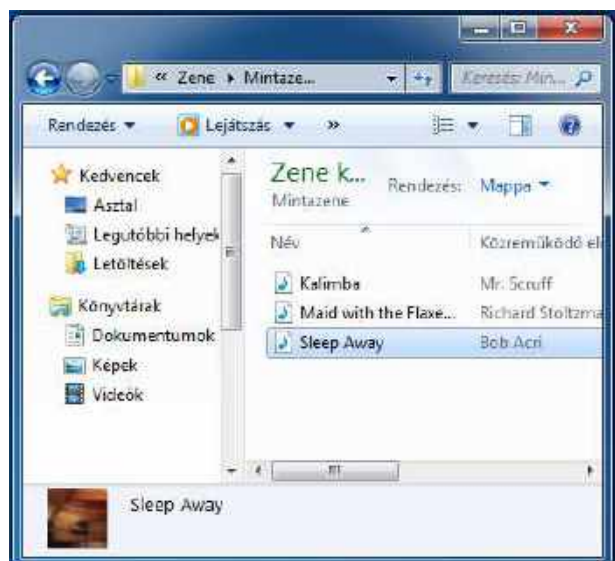 « Zene ▸ Mintaze...
Keresés: Min...
Rendezés
Lejátszás
»
Kedvencek
Asztal
Legutóbbi helyek
Letöltések
Könyvtárak
Dokumentumok
Képek
Videók
Zene k...
Mintazene
Rendezés: Mappa
Név
Közreműködő el
Kalimba
Mr. Scruff
Maid with the Flaxe...
Richard Stoltzma
Sleep Away
Bob Acri
Sleep Away